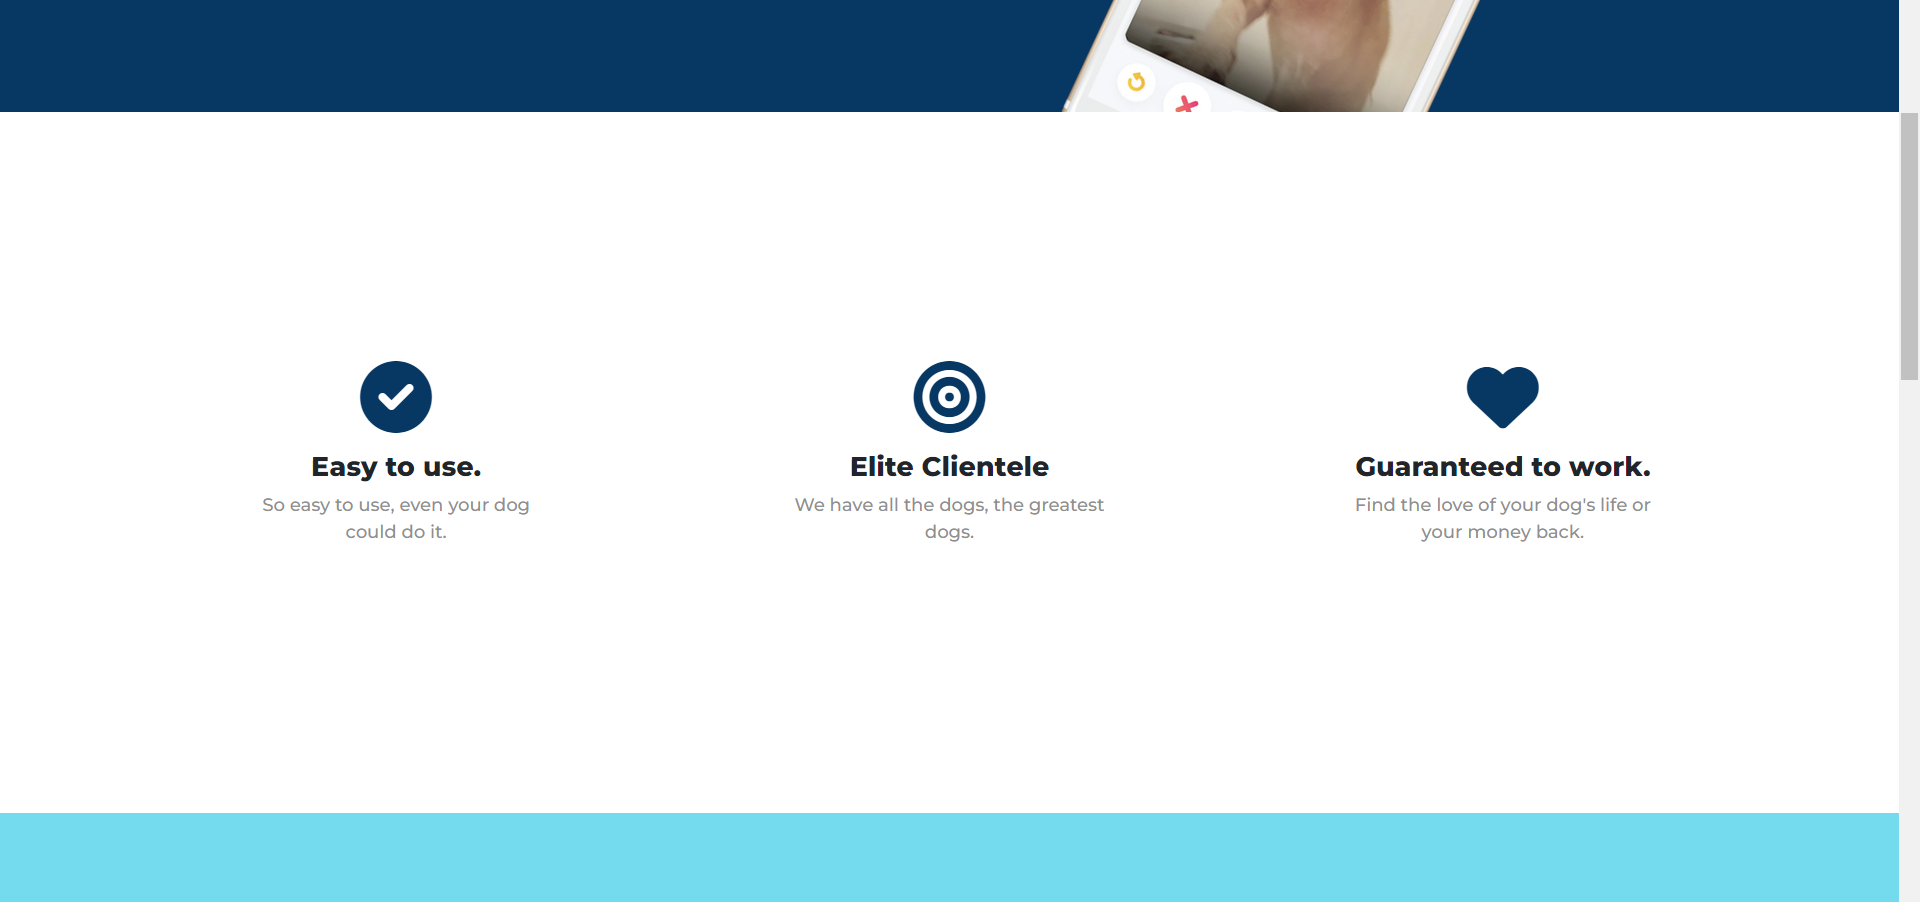 Easy to use.
So easy to use, even your dog
could do it.
Elite Clientele
We have all the dogs, the greatest
dogs.
Guaranteed to work.
Find the love of your dog's life or
your money back.